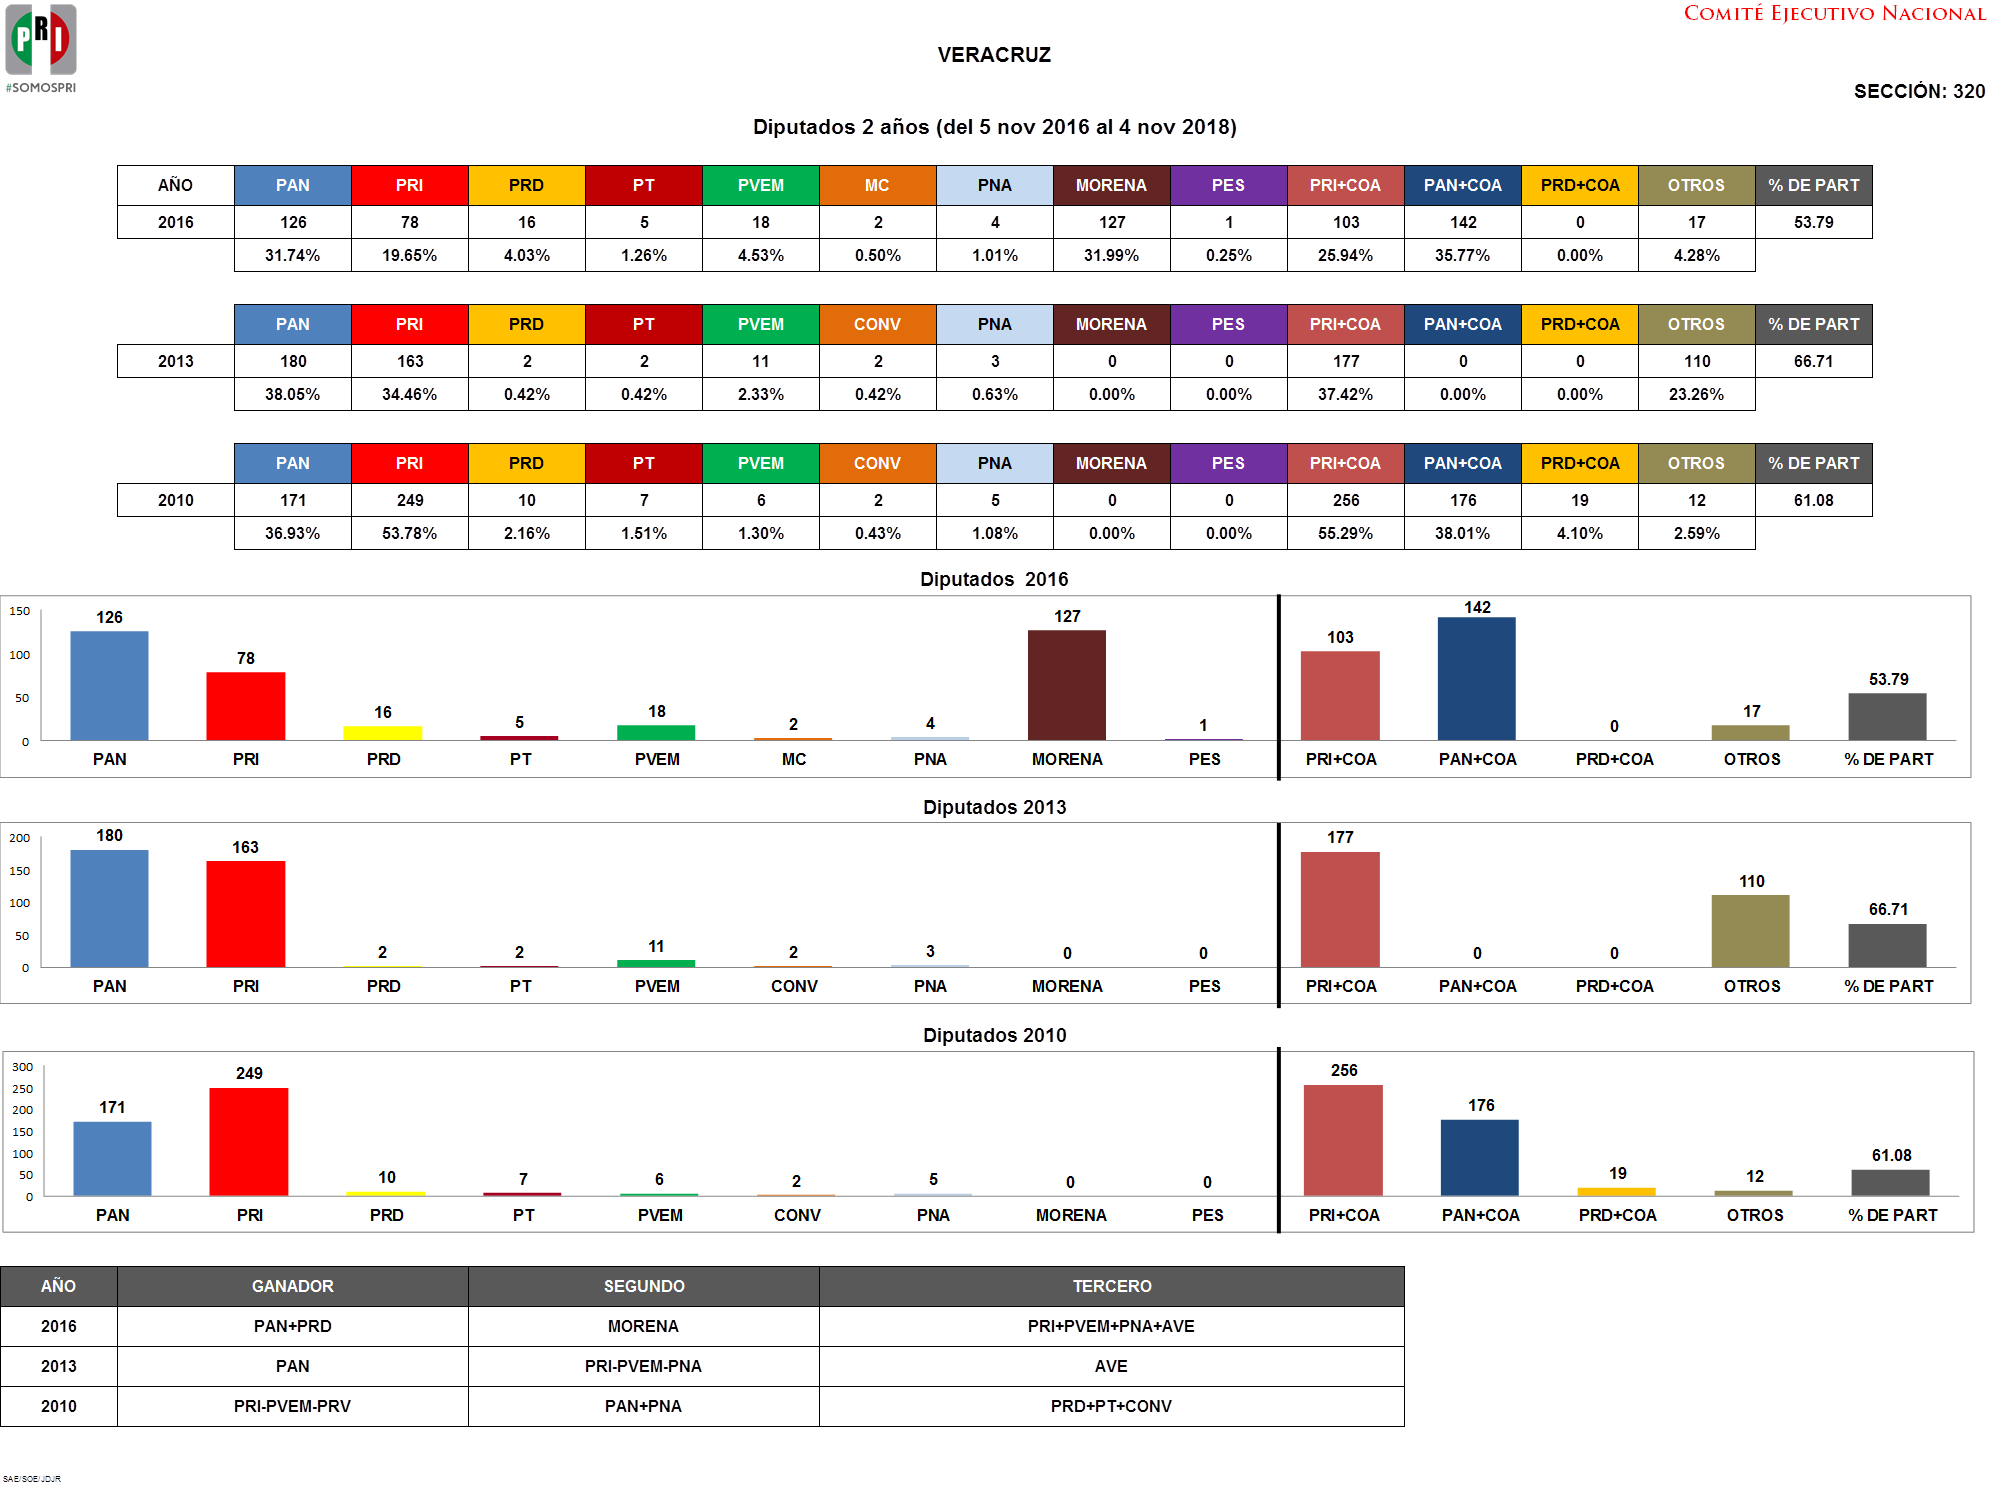 PRI
#SOMOSPRI
COMITÉ EJECUTIVO NACIONAL
VERACRUZ
SECCIÓN: 320
Diputados 2 años (del 5 nov 2016 al 4 nov 2018)
AÑO PAN PRI PRD PT PVEM MC PNA MORENA PES PRI+COA PAN+COA PRD+COA OTROS % DE PART
2016 126 78 16 5 18 2 4 127 1 103 142 0 17 53.79
31.74% 19.65% 4.03% 1.26% 4.53% 0.50% 1.01% 31.99% 0.25% 25.94% 35.77% 0.00% 4.28%
PAN PRI PRD PT PVEM CONV PNA MORENA PES PRI+COA PAN+COA PRD+COA OTROS % DE PART
2013 180 163 2 2 11 2 3 0 0 177 0 0 110 66.71
38.05% 34.46% 0.42% 0.42% 2.33% 0.42% 0.63% 0.00% 0.00% 37.42% 0.00% 0.00% 23.26%
PAN PRI PRD PT PVEM CONV PNA MORENA PES PRI+COA PAN+COA PRD+COA OTROS % DE PART
2010 171 249 10 7 6 2 5 0 0 256 176 19 12 61.08
36.93% 53.78% 2.16% 1.51% 1.30% 0.43% 1.08% 0.00% 0.00% 55.29% 38.01% 4.10% 2.59%
Diputados 2016
150
100
50
0
126 78 16 5 18 2 4 127 1 103 142 0 17 53.79
PAN PRI PRD PT PVEM MC PNA MORENA PES PRI+COA PAN+COA PRD+COA OTROS % DE PART
Diputados 2013
200
150
100
50
0
180 163 2 2 11 2 3 0 0 177 0 0 110 66.71
PAN PRI PRD PT PVEM CONV PNA MORENA PES PRI+COA PAN+COA PRD+COA OTROS % DE PART
Diputados 2010
300
250
200
150
100
50
0
171 249 10 7 6 2 5 0 0 256 176 19 12 61.08
PAN PRI PRD PT PVEM CONV PNA MORENA PES PRI+COA PAN+COA PRD+COA OTROS % DE PART
AÑO GANADOR SEGUNDO TERCERO
2016 PAN+PRD MORENA PRI+PVEM+PNA+AVE
2013 PAN PRI-PVEM-PNA AVE
2010 PRI-PVEM-PRV PAN+PNA PRD+PT+CONV
SAE/SOE/JDJR